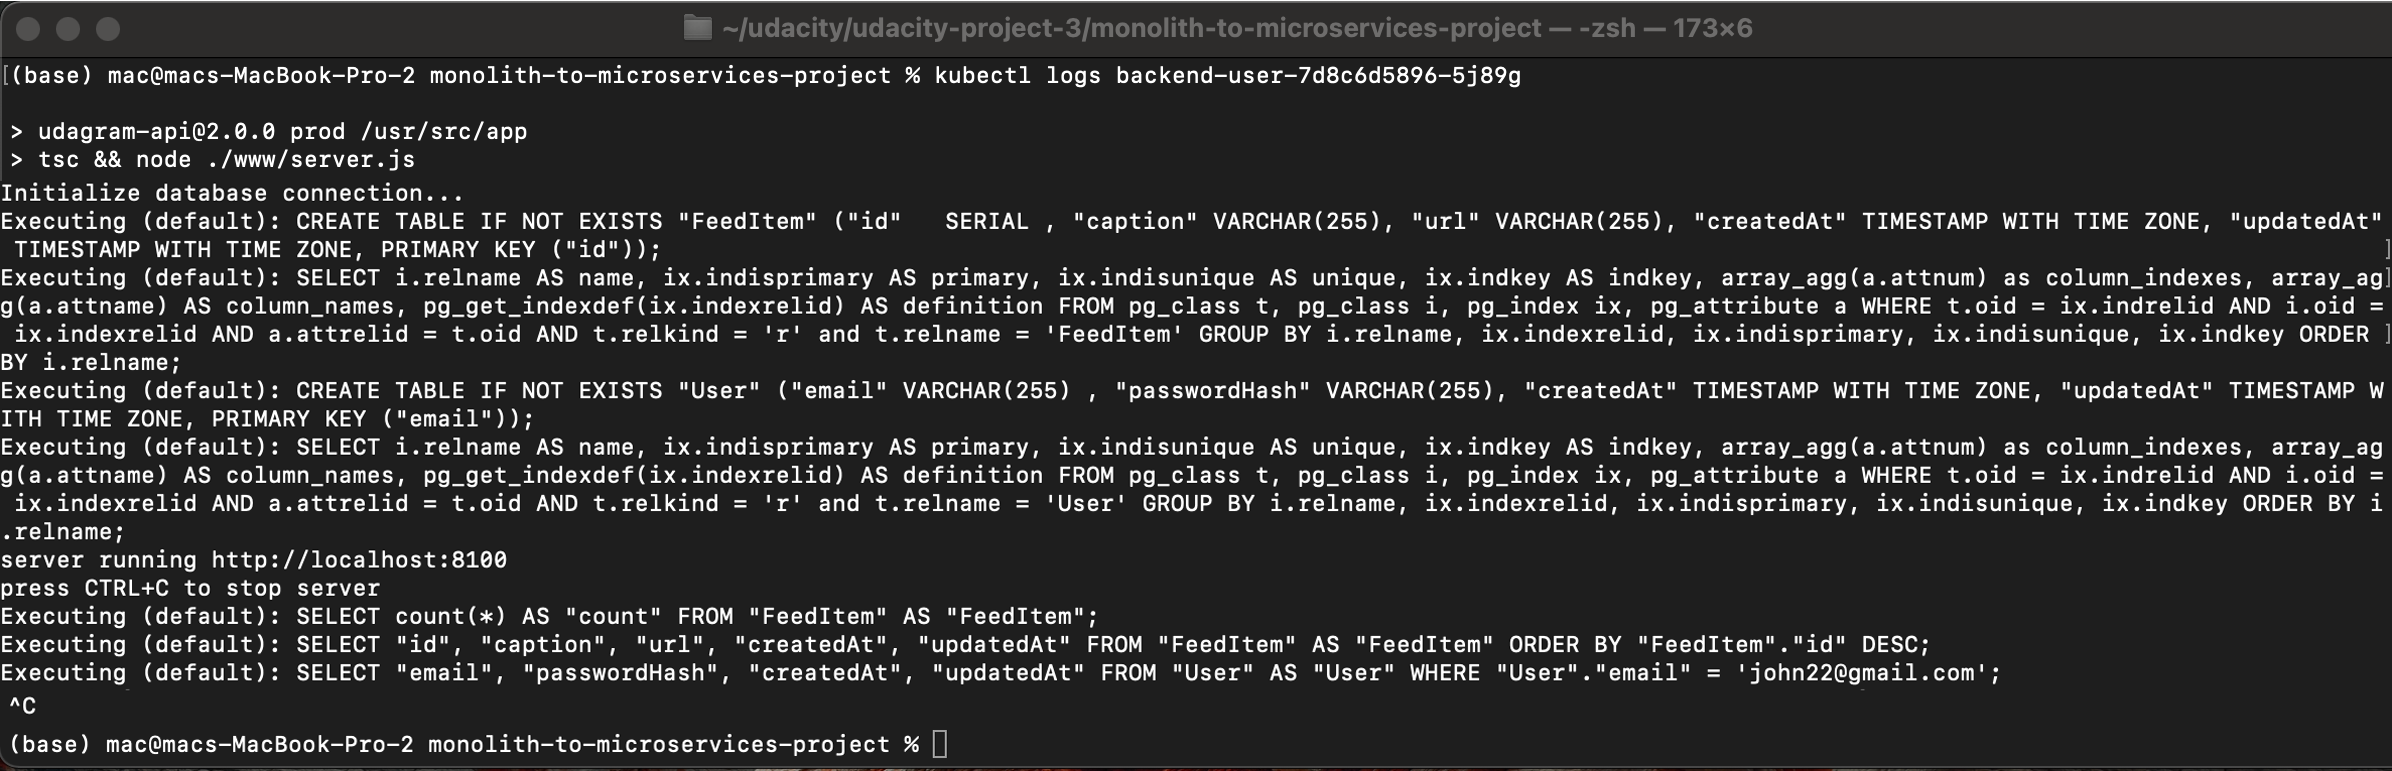 ~/udacity/udacity-project-3/monolith-to-microservices-project — -zsh — 173×6
[(base) mac@macs-MacBook-Pro-2 monolith-to-microservices-project % kubectl logs backend-user-7d8c6d5896-5j89g
> udagram-api@2.0.0 prod /usr/src/app
> tsc && node ./www/server.js
Initialize database connection...
Executing (default): CREATE TABLE IF NOT EXISTS "FeedItem" ("id"   SERIAL , "caption" VARCHAR(255), "url" VARCHAR(255), "createdAt" TIMESTAMP WITH TIME ZONE, "updatedAt"
 TIMESTAMP WITH TIME ZONE, PRIMARY KEY ("id")); ]
Executing (default): SELECT i.relname AS name, ix.indisprimary AS primary, ix.indisunique AS unique, ix.indkey AS indkey, array_agg(a.attnum) as column_indexes, array_ag]
g(a.attname) AS column_names, pg_get_indexdef(ix.indexrelid) AS definition FROM pg_class t, pg_class i, pg_index ix, pg_attribute a WHERE t.oid = ix.indrelid AND i.oid =
 ix.indexrelid AND a.attrelid = t.oid AND t.relkind = 'r' and t.relname = 'FeedItem' GROUP BY i.relname, ix.indexrelid, ix.indisprimary, ix.indisunique, ix.indkey ORDER ]
BY i.relname;
Executing (default): CREATE TABLE IF NOT EXISTS "User" ("email" VARCHAR(255) , "passwordHash" VARCHAR(255), "createdAt" TIMESTAMP WITH TIME ZONE, "updatedAt" TIMESTAMP W
ITH TIME ZONE, PRIMARY KEY ("email"));
Executing (default): SELECT i.relname AS name, ix.indisprimary AS primary, ix.indisunique AS unique, ix.indkey AS indkey, array_agg(a.attnum) as column_indexes, array_ag
g(a.attname) AS column_names, pg_get_indexdef(ix.indexrelid) AS definition FROM pg_class t, pg_class i, pg_index ix, pg_attribute a WHERE t.oid = ix.indrelid AND i.oid =
 ix.indexrelid AND a.attrelid = t.oid AND t.relkind = 'r' and t.relname = 'User' GROUP BY i.relname, ix.indexrelid, ix.indisprimary, ix.indisunique, ix.indkey ORDER BY i
.relname;
server running http://localhost:8100
press CTRL+C to stop server
Executing (default): SELECT count(*) AS "count" FROM "FeedItem" AS "FeedItem";
Executing (default): SELECT "id", "caption", "url", "createdAt", "updatedAt" FROM "FeedItem" AS "FeedItem" ORDER BY "FeedItem"."id" DESC;
Executing (default): SELECT "email", "passwordHash", "createdAt", "updatedAt" FROM "User" AS "User" WHERE "User"."email" = 'john22@gmail.com';
^C
(base) mac@macs-MacBook-Pro-2 monolith-to-microservices-project %